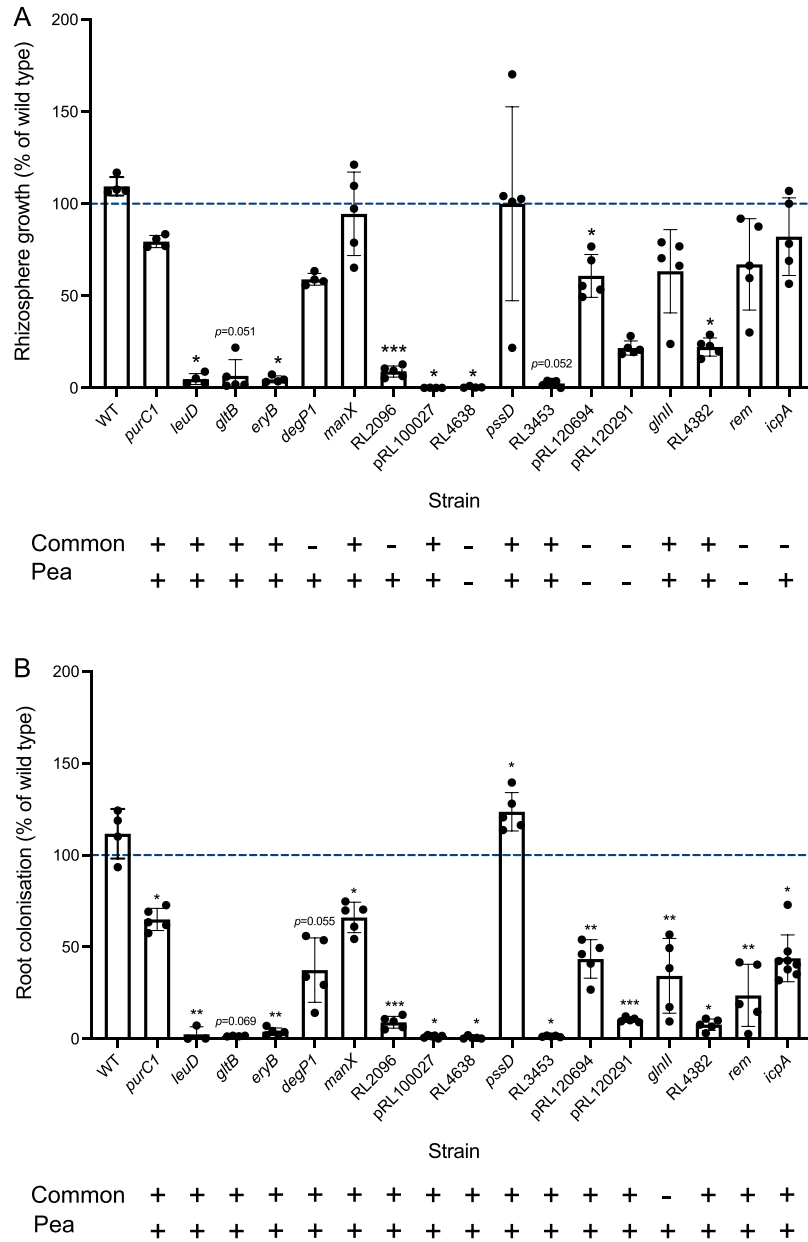 A
Rhizosphere growth (% of wild type)
200
150
100
50
0
*
p=0.051
*
***
*
*
p=0.052
*
*
WT
purC1
leuD
gltB
eryB
degP1
manX
RL2096
pRL100027
RL4638
pssD
RL3453
pRL120694
pRL120291
glnII
RL4382
rem
icpA
Strain
Common + + + + - + - + - + + - - + + - -
Pea + + + + + + + + - + + - - + + - +
B
Root colonisation (% of wild type)
200
150
100
50
0
*
**
p=0.069
**
p=0.055
*
***
*
*
*
*
**
***
**
*
**
*
WT
purC1
leuD
gltB
eryB
degP1
manX
RL2096
pRL100027
RL4638
pssD
RL3453
pRL120694
pRL120291
glnII
RL4382
rem
icpA
Strain
Common + + + + + + + + + + + + + - + + +
Pea + + + + + + + + + + + + + + + + +